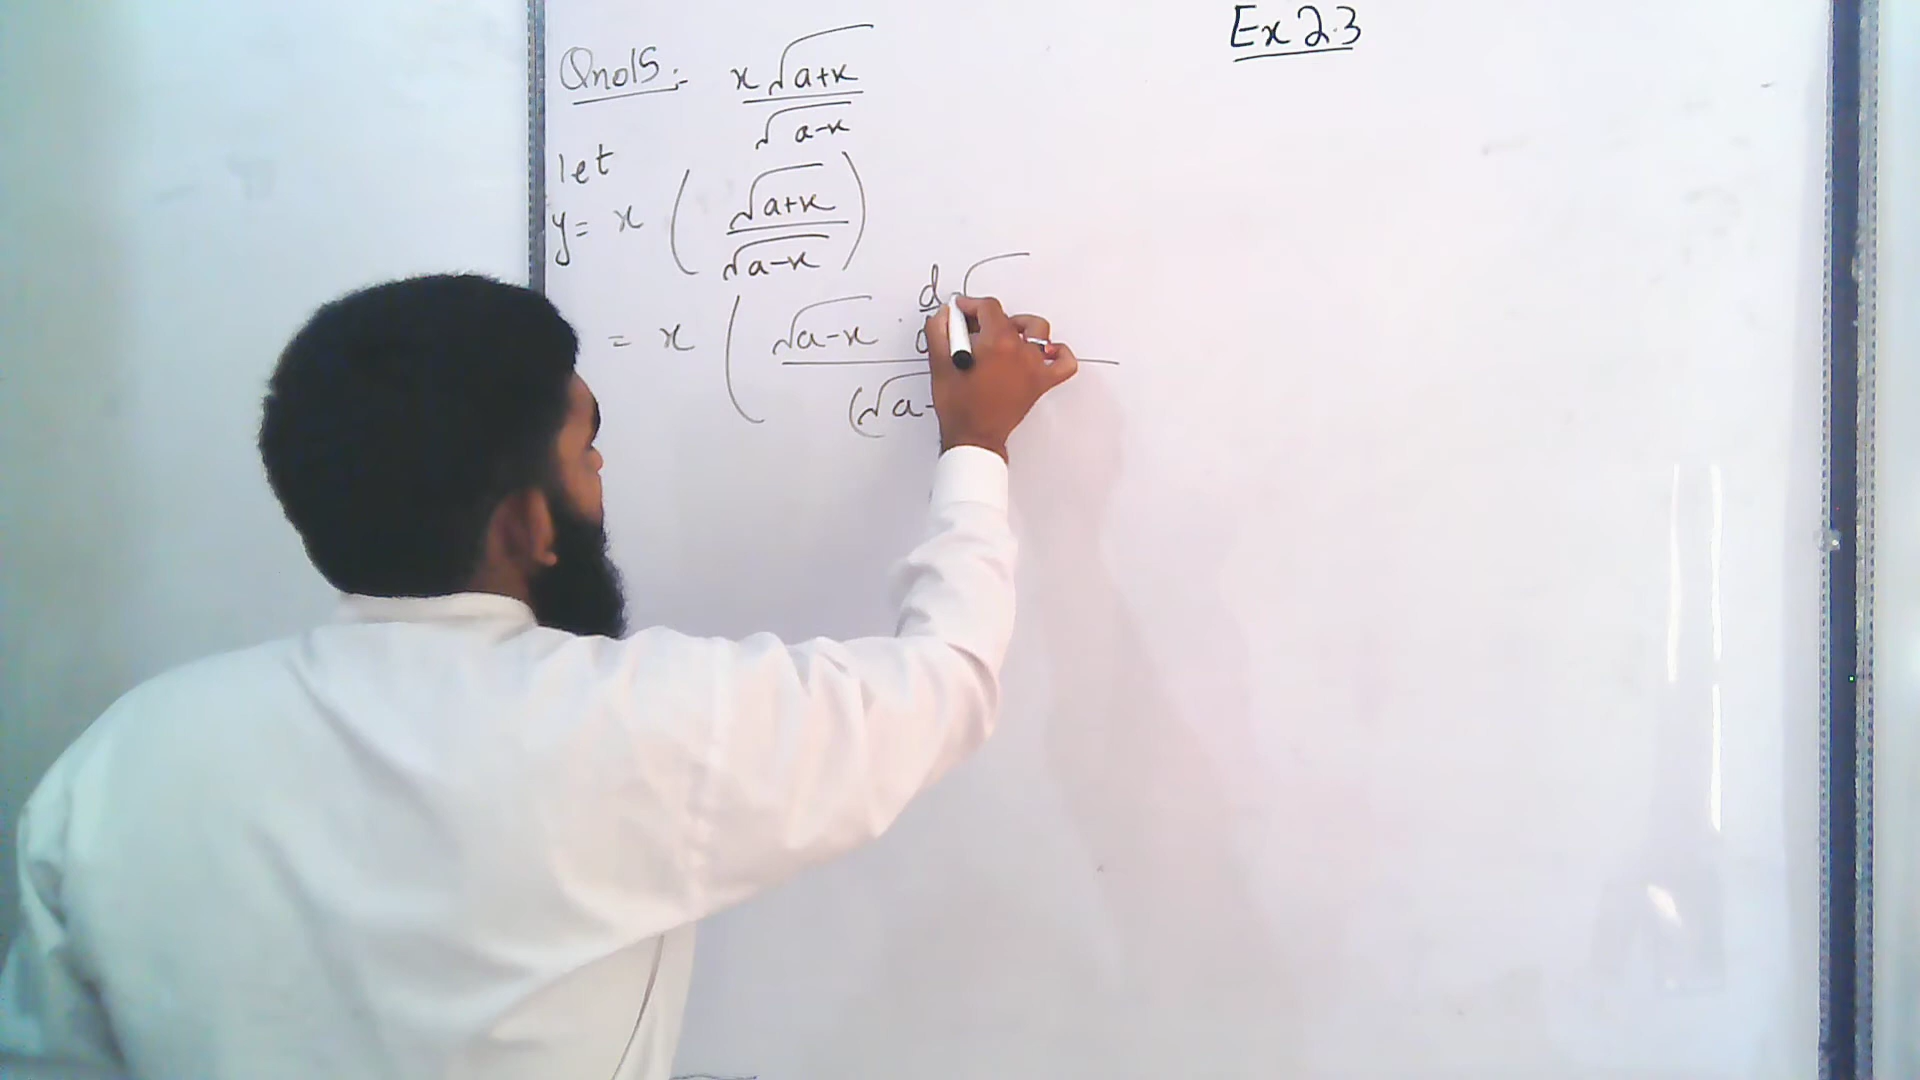 Ex 2.3
Qno15:- x√(a+x) / √(a-x)
let
y = x ( √(a+x) / √(a-x) )
= x ( √(a-x) · d √ / (√a-